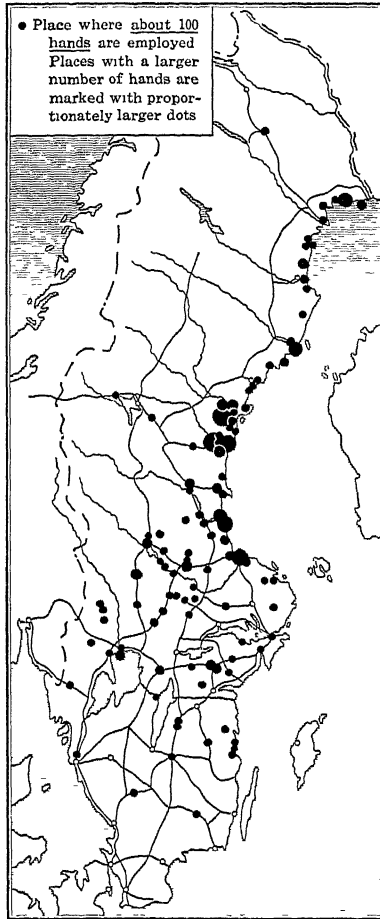 ● Place where about 100
hands are employed
Places with a larger
number of hands are
marked with propor-
tionately larger dots